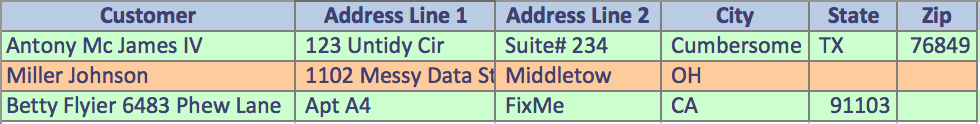 Customer Address Line 1 Address Line 2 City State Zip
Antony Mc James IV 123 Untidy Cir Suite# 234 Cumbersome TX 76849
Miller Johnson 1102 Messy Data St Middletow OH
Betty Flyier 6483 Phew Lane Apt A4 FixMe CA 91103